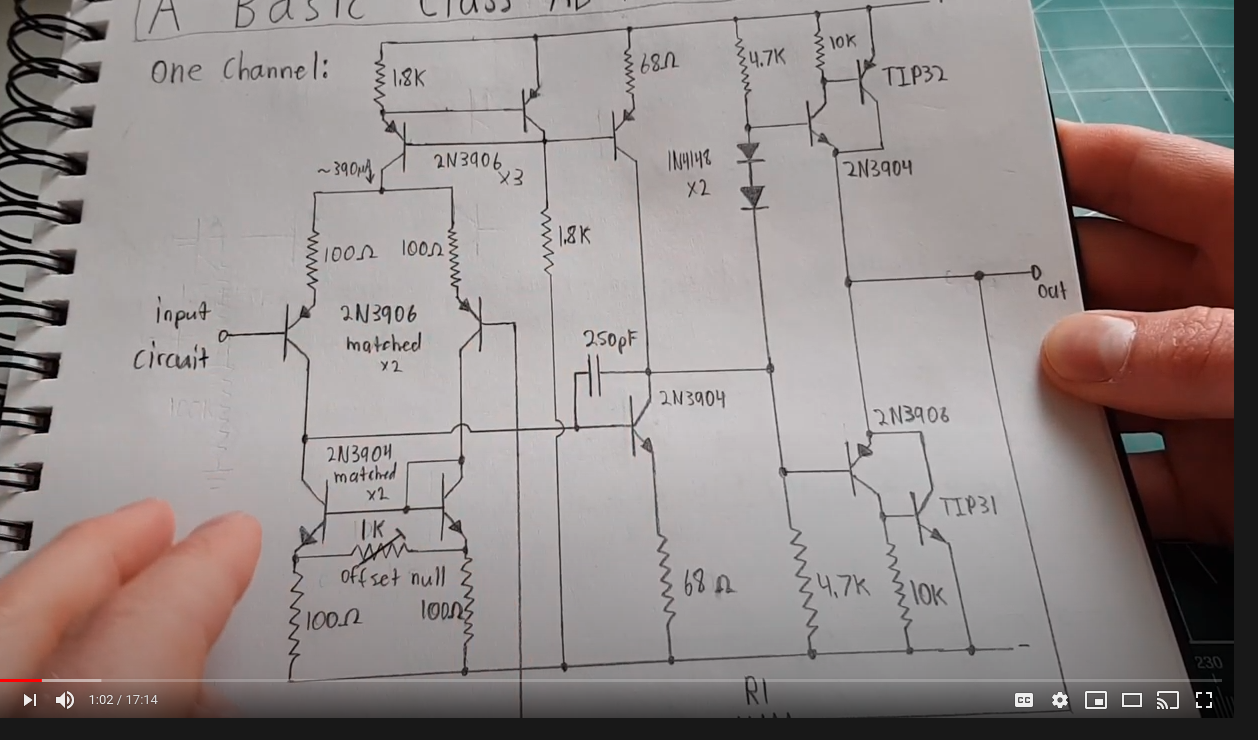 A Basic Class AB
One Channel:
1.8K
68Ω
4.7K
10K
TIP32
~390µA
2N3906
x3
1N4148
x2
2N3904
100Ω
100Ω
1.8K
out
input
circuit
2N3906
matched
x2
250pF
2N3904
2N3906
2N3904
matched
x2
1K
offset null
TIP31
100Ω
100Ω
68Ω
4.7K
10K
-
230
R1
1:02 / 17:14
CC